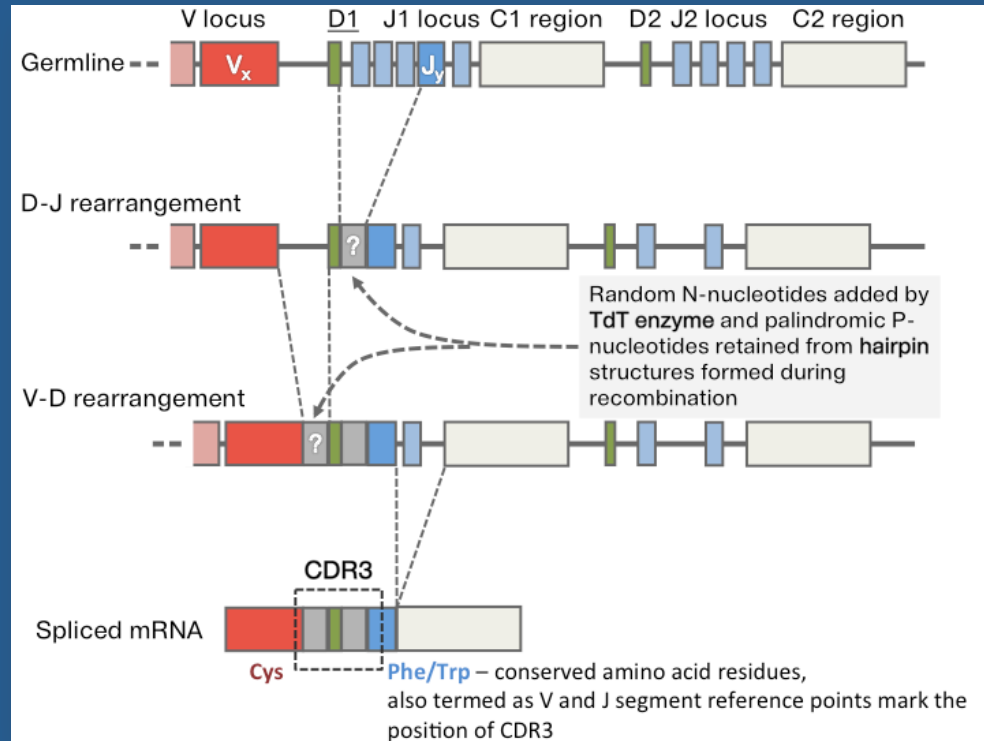 V locus D1 J1 locus C1 region D2 J2 locus C2 region
Germline
Vx Jy
D-J rearrangement
?
Random N-nucleotides added by
TdT enzyme and palindromic P-
nucleotides retained from hairpin
structures formed during
recombination
V-D rearrangement
?
CDR3
Spliced mRNA
Cys Phe/Trp – conserved amino acid residues,
also termed as V and J segment reference points mark the
position of CDR3